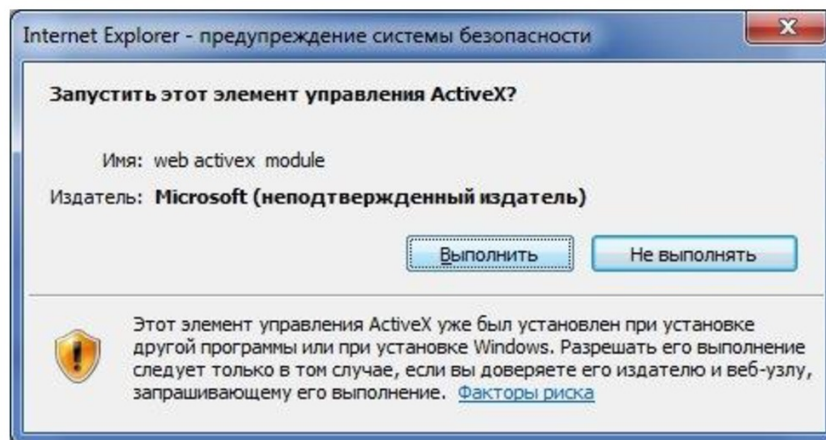 Internet Explorer - предупреждение системы безопасности
Запустить этот элемент управления ActiveX?
Имя: web activex module
Издатель: Microsoft (неподтвержденный издатель)
Выполнить Не выполнять
Этот элемент управления ActiveX уже был установлен при установке
другой программы или при установке Windows. Разрешать его выполнение
следует только в том случае, если вы доверяете его издателю и веб-узлу,
запрашивающему его выполнение. Факторы риска